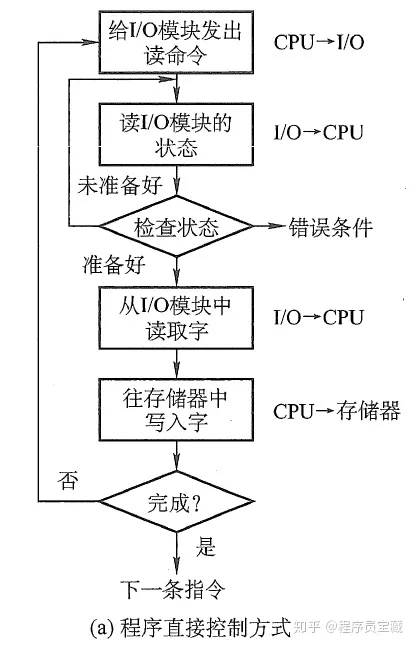 给I/O模块发出
读命令
CPU→I/O
读I/O模块的
状态
I/O→CPU
未准备好
检查状态
错误条件
准备好
从I/O模块中
读取字
I/O→CPU
往存储器中
写入字
CPU→存储器
否
完成?
是
下一条指令
(a) 程序直接控制方式
知乎 @程序员宝藏